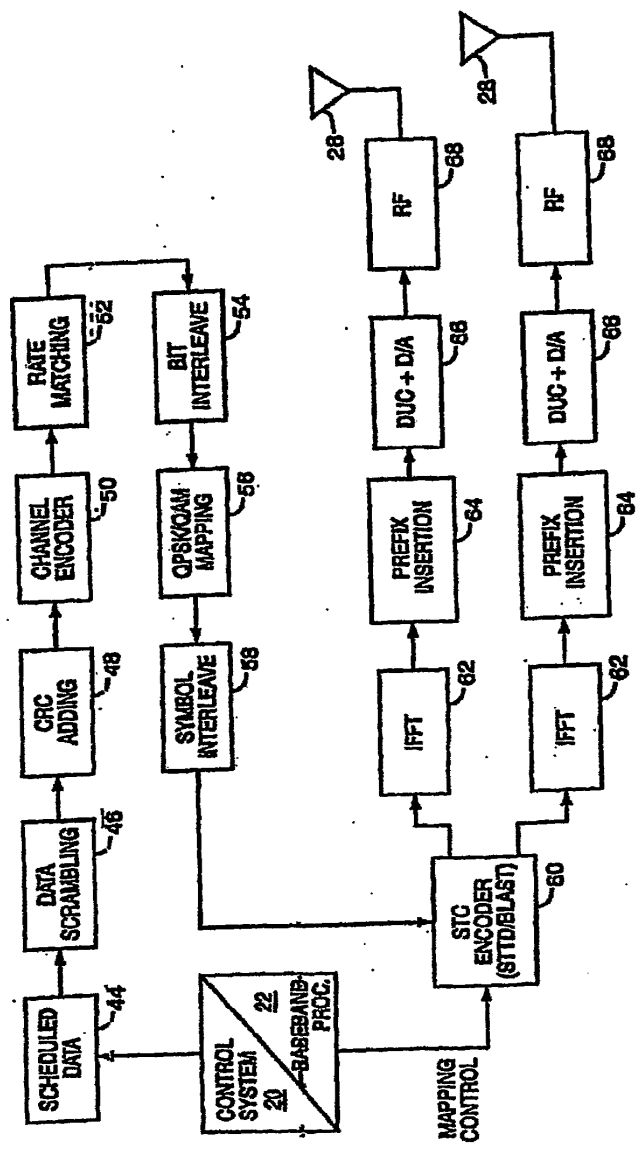 SCHEDULED
DATA
44
DATA
SCRAMBLING
46
CRC
ADDING
48
CHANNEL
ENCODER
50
RATE
MATCHING
52
BIT
INTERLEAVE
54
QPSK/QAM
MAPPING
56
SYMBOL
INTERLEAVE
58
CONTROL
SYSTEM
20
22
BASEBAND
PROC.
MAPPING
CONTROL
STC
ENCODER
(STTD/BLAST)
60
IFFT
62
PREFIX
INSERTION
64
DUC + D/A
66
RF
68
28
IFFT
62
PREFIX
INSERTION
64
DUC + D/A
66
RF
68
28